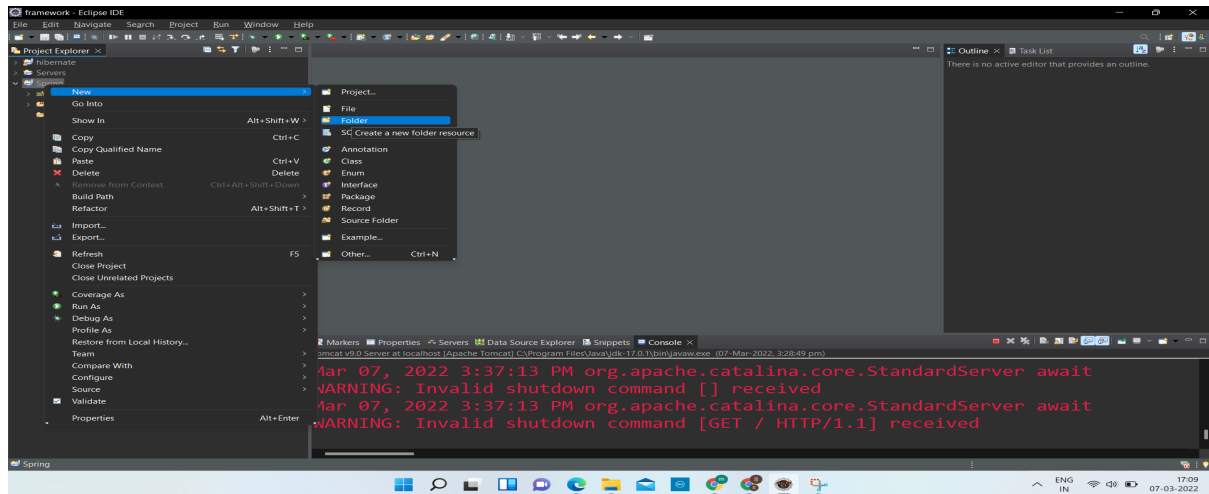 framework - Eclipse IDE
File Edit Navigate Search Project Run Window Help
Project Explorer
hibernate
Servers
Spring
New
Go Into
Show In Alt+Shift+W >
Copy Ctrl+C
Copy Qualified Name
Paste Ctrl+V
Delete Delete
Remove from Context Ctrl+Alt+Shift+Down
Build Path
Refactor Alt+Shift+T >
Import...
Export...
Refresh F5
Close Project
Close Unrelated Projects
Coverage As
Run As
Debug As
Profile As
Restore from Local History...
Team
Compare With
Configure
Source
Validate
Properties Alt+Enter
Project...
File
Folder
Create a new folder resource
Annotation
Class
Enum
Interface
Package
Record
Source Folder
Example...
Other... Ctrl+N
Outline Task List
There is no active editor that provides an outline.
Markers Properties Servers Data Source Explorer Snippets Console
omcat v9.0 Server at localhost [Apache Tomcat] C:\Program Files\Java\jdk-17.0.1\bin\javaw.exe (07-Mar-2022, 3:28:49 pm)
Mar 07, 2022 3:37:13 PM org.apache.catalina.core.StandardServer await
WARNING: Invalid shutdown command [] received
Mar 07, 2022 3:37:13 PM org.apache.catalina.core.StandardServer await
WARNING: Invalid shutdown command [GET / HTTP/1.1] received
Spring
ENG
IN
17:09
07-03-2022